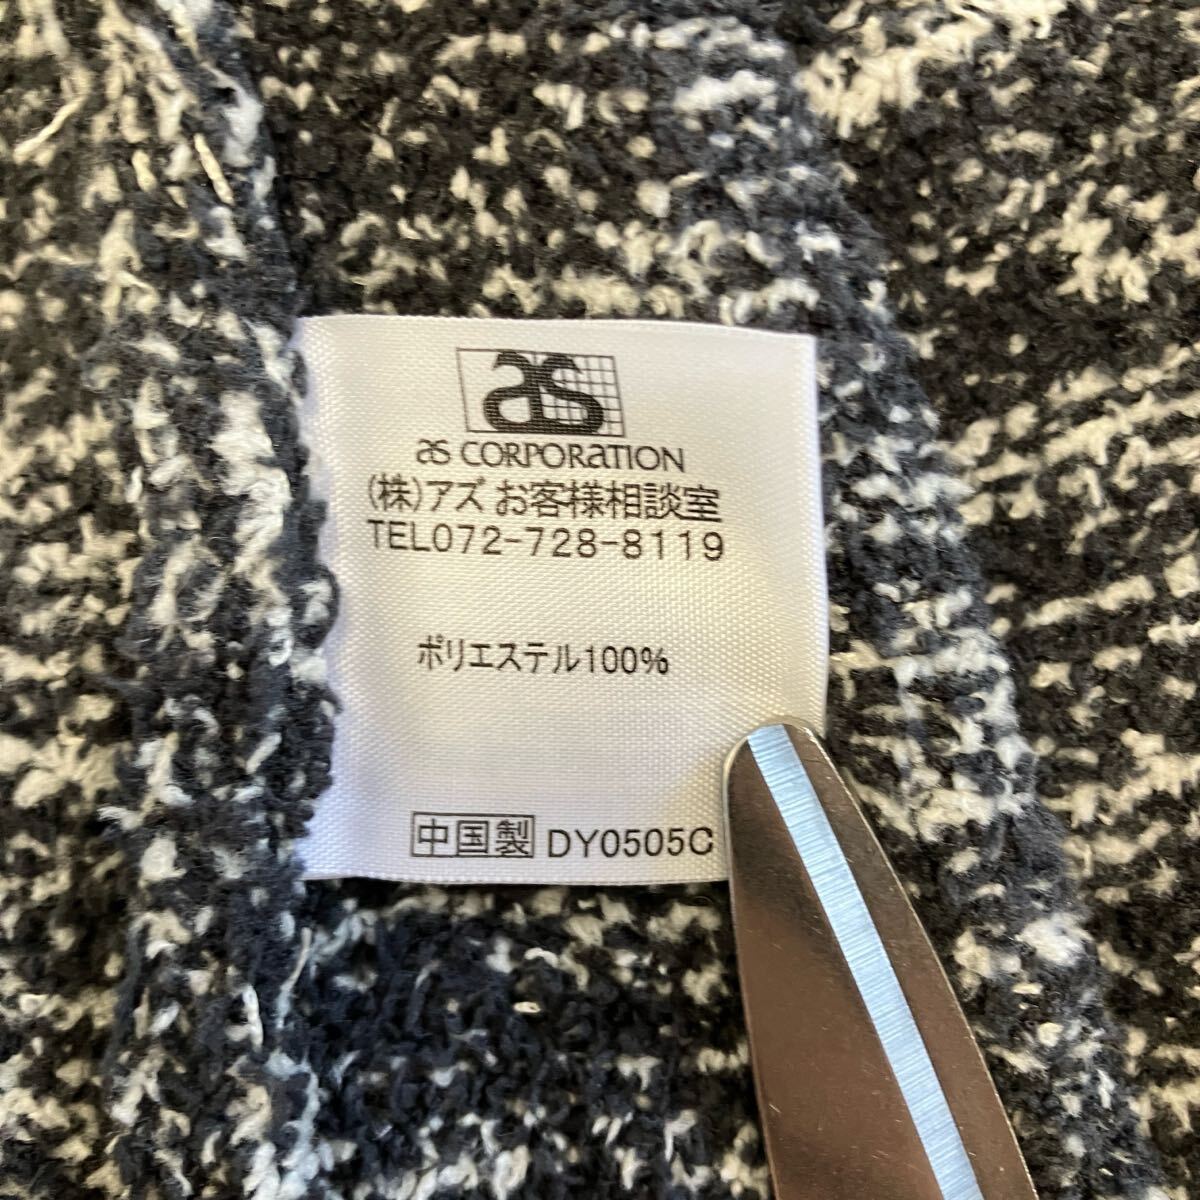 as
as CORPORATION
(株)アズ お客様相談室
TEL072-728-8119
ポリエステル100%
中国製 DY0505C